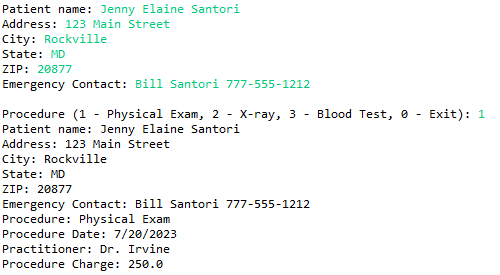 Patient name: Jenny Elaine Santori
Address: 123 Main Street
City: Rockville
State: MD
ZIP: 20877
Emergency Contact: Bill Santori 777-555-1212

Procedure (1 - Physical Exam, 2 - X-ray, 3 - Blood Test, 0 - Exit): 1
Patient name: Jenny Elaine Santori
Address: 123 Main Street
City: Rockville
State: MD
ZIP: 20877
Emergency Contact: Bill Santori 777-555-1212
Procedure: Physical Exam
Procedure Date: 7/20/2023
Practitioner: Dr. Irvine
Procedure Charge: 250.0